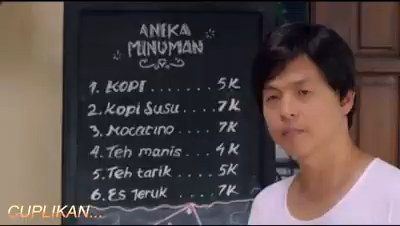 ANEKA
MINUMAN
1. KOPI . . . . . . . 5K
2. KOPI SUSU . . . 7K
3. Mocacino . . . . 7K
4. Teh manis . . . . 4K
5. Teh tarik . . . . . 5K
6. Es Jeruk . . . . 7K
CUPLIKAN...